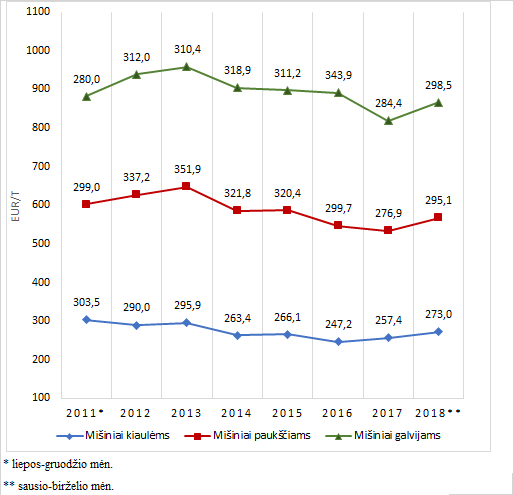 1100
1000
900
800
700
600
500
400
300
200
100
EUR/T
280,0 312,0 310,4 318,9 311,2 343,9 284,4 298,5
299,0 337,2 351,9 321,8 320,4 299,7 276,9 295,1
303,5 290,0 295,9 263,4 266,1 247,2 257,4 273,0
2011* 2012 2013 2014 2015 2016 2017 2018**
Mišiniai kiaulėms Mišiniai paukščiams Mišiniai galvijams
* liepos-gruodžio mėn.
** sausio-birželio mėn.